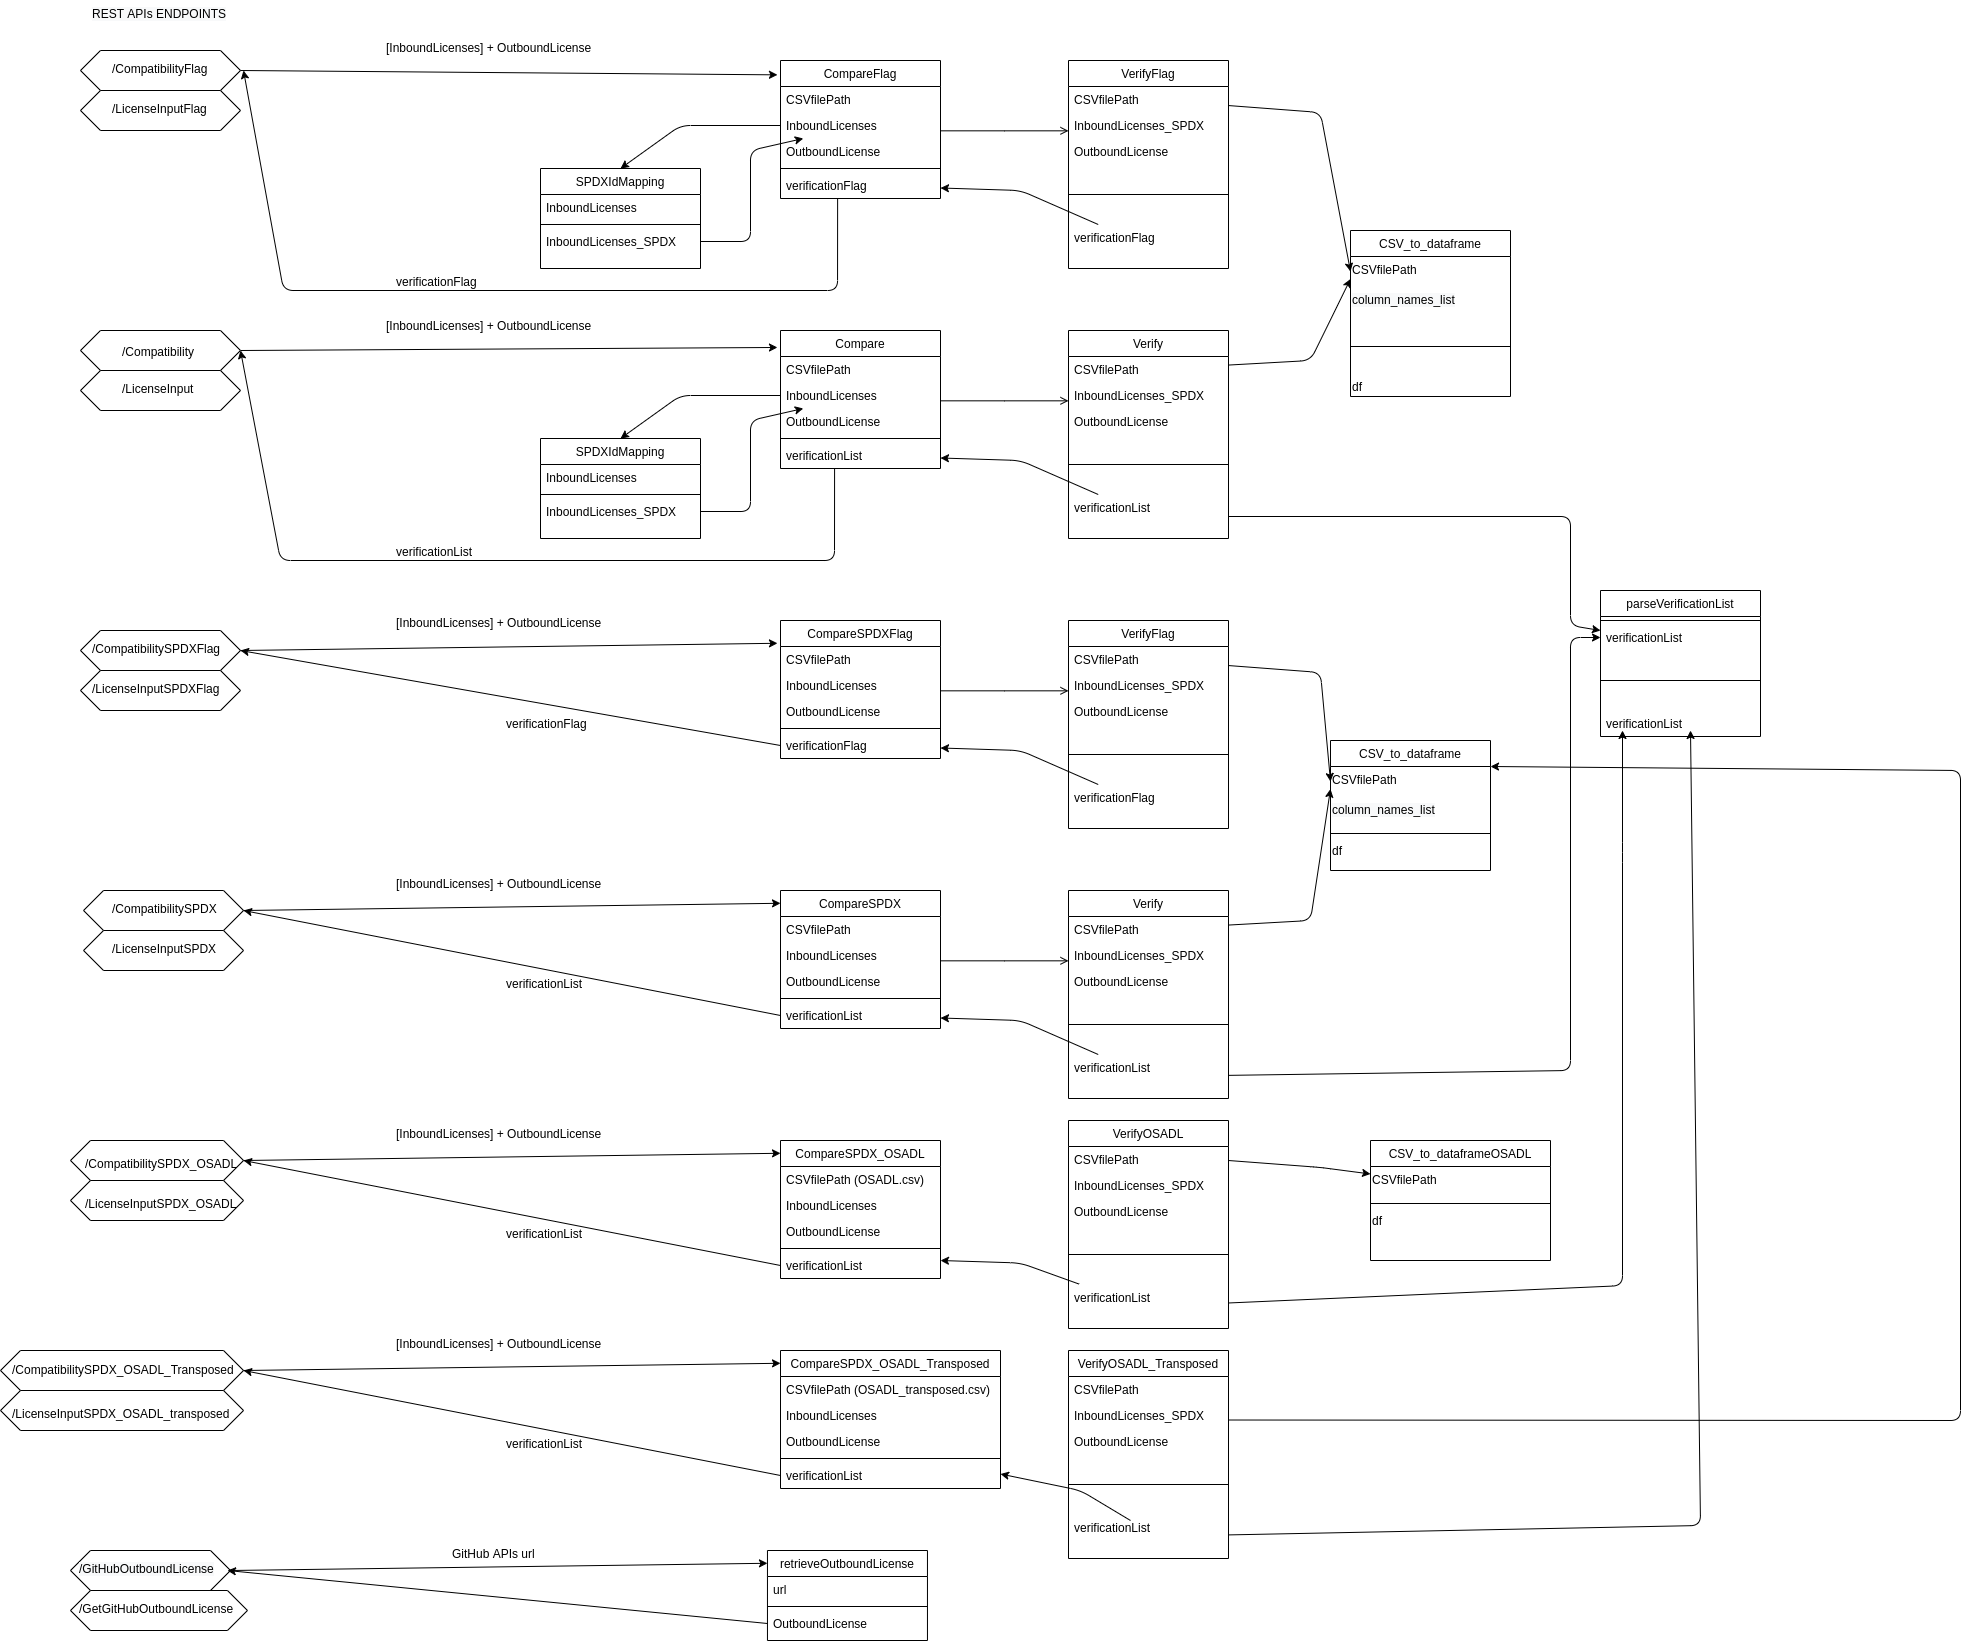 REST APIs ENDPOINTS
/CompatibilityFlag
/LicenseInputFlag
[InboundLicenses] + OutboundLicense
CompareFlag
CSVfilePath
InboundLicenses
OutboundLicense
verificationFlag
SPDXIdMapping
InboundLicenses
InboundLicenses_SPDX
verificationFlag
VerifyFlag
CSVfilePath
InboundLicenses_SPDX
OutboundLicense
verificationFlag
CSV_to_dataframe
CSVfilePath
column_names_list
df
/Compatibility
/LicenseInput
[InboundLicenses] + OutboundLicense
Compare
CSVfilePath
InboundLicenses
OutboundLicense
verificationList
SPDXIdMapping
InboundLicenses
InboundLicenses_SPDX
verificationList
Verify
CSVfilePath
InboundLicenses_SPDX
OutboundLicense
verificationList
parseVerificationList
verificationList
verificationList
/CompatibilitySPDXFlag
/LicenseInputSPDXFlag
[InboundLicenses] + OutboundLicense
verificationFlag
CompareSPDXFlag
CSVfilePath
InboundLicenses
OutboundLicense
verificationFlag
VerifyFlag
CSVfilePath
InboundLicenses_SPDX
OutboundLicense
verificationFlag
CSV_to_dataframe
CSVfilePath
column_names_list
df
/CompatibilitySPDX
/LicenseInputSPDX
[InboundLicenses] + OutboundLicense
verificationList
CompareSPDX
CSVfilePath
InboundLicenses
OutboundLicense
verificationList
Verify
CSVfilePath
InboundLicenses_SPDX
OutboundLicense
verificationList
/CompatibilitySPDX_OSADL
/LicenseInputSPDX_OSADL
[InboundLicenses] + OutboundLicense
verificationList
CompareSPDX_OSADL
CSVfilePath (OSADL.csv)
InboundLicenses
OutboundLicense
verificationList
VerifyOSADL
CSVfilePath
InboundLicenses_SPDX
OutboundLicense
verificationList
CSV_to_dataframeOSADL
CSVfilePath
df
/CompatibilitySPDX_OSADL_Transposed
/LicenseInputSPDX_OSADL_transposed
[InboundLicenses] + OutboundLicense
verificationList
CompareSPDX_OSADL_Transposed
CSVfilePath (OSADL_transposed.csv)
InboundLicenses
OutboundLicense
verificationList
VerifyOSADL_Transposed
CSVfilePath
InboundLicenses_SPDX
OutboundLicense
verificationList
/GitHubOutboundLicense
/GetGitHubOutboundLicense
GitHub APIs url
retrieveOutboundLicense
url
OutboundLicense